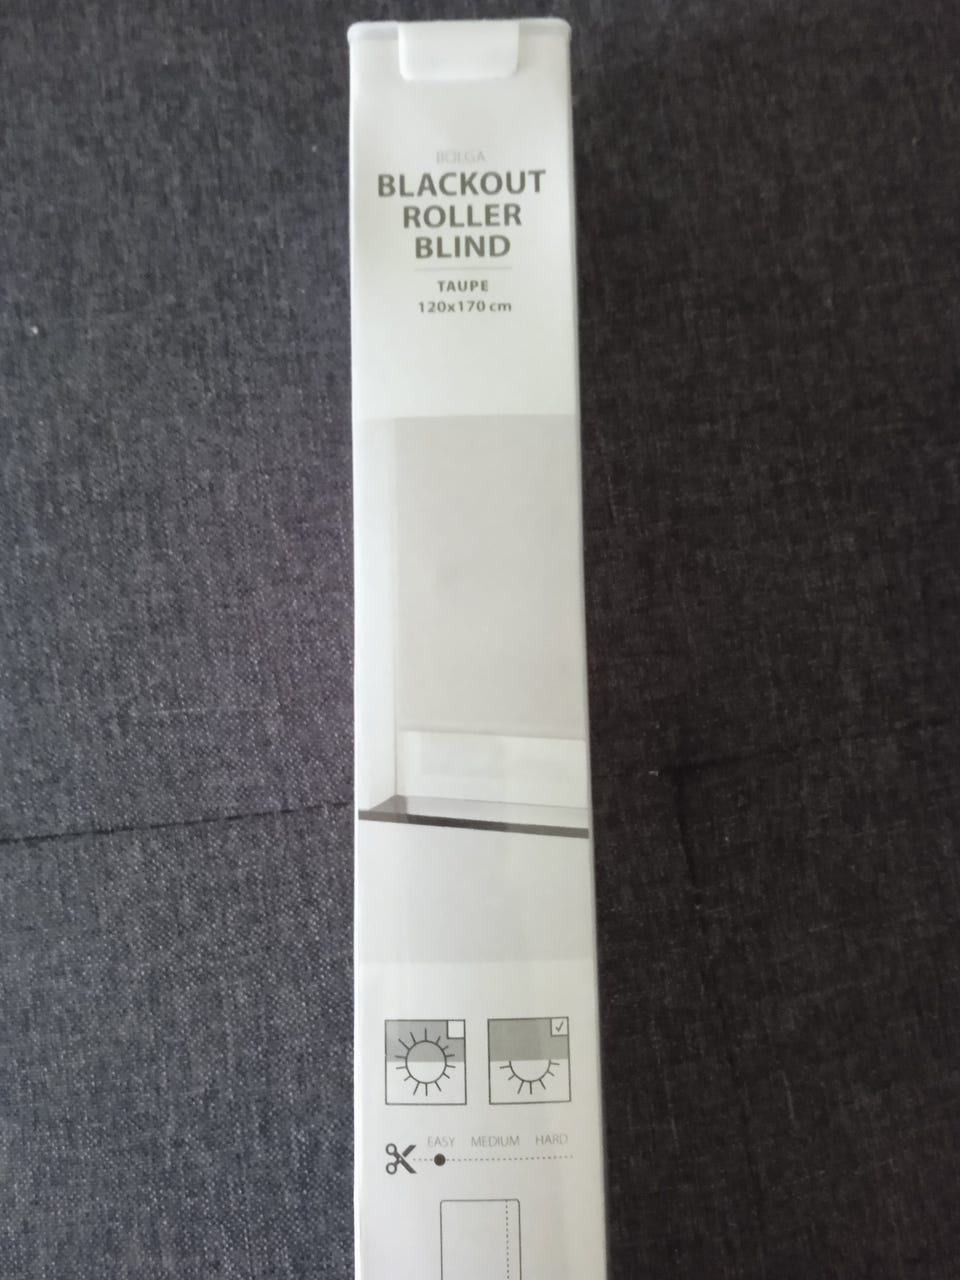 BOLGA
BLACKOUT
ROLLER
BLIND
TAUPE
120x170 cm
EASY MEDIUM HARD